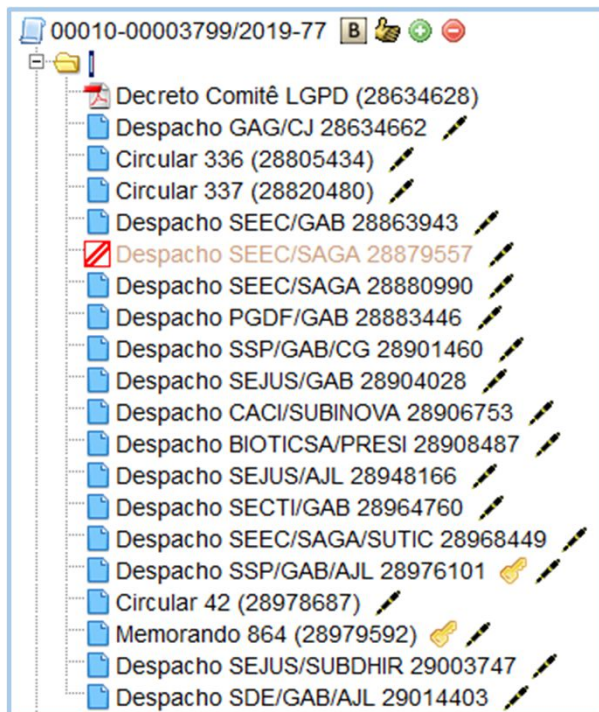 00010-00003799/2019-77 B
I
Decreto Comitê LGPD (28634628)
Despacho GAG/CJ 28634662
Circular 336 (28805434)
Circular 337 (28820480)
Despacho SEEC/GAB 28863943
Despacho SEEC/SAGA 28879557
Despacho SEEC/SAGA 28880990
Despacho PGDF/GAB 28883446
Despacho SSP/GAB/CG 28901460
Despacho SEJUS/GAB 28904028
Despacho CACI/SUBINOVA 28906753
Despacho BIOTICSA/PRESI 28908487
Despacho SEJUS/AJL 28948166
Despacho SECTI/GAB 28964760
Despacho SEEC/SAGA/SUTIC 28968449
Despacho SSP/GAB/AJL 28976101
Circular 42 (28978687)
Memorando 864 (28979592)
Despacho SEJUS/SUBDHIR 29003747
Despacho SDE/GAB/AJL 29014403